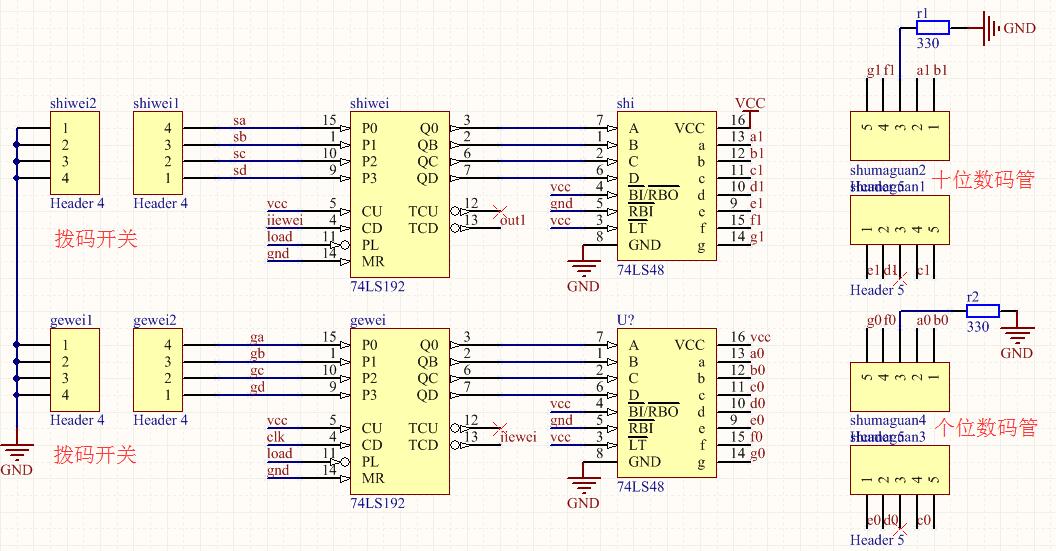 r1
GND
330
g1 f1 a1 b1
5 4 3 2 1
shumaguan2
十位数码管
1 2 3 4 5
e1 d1 c1
Header 5
shiwei2
1
2
3
4
Header 4
shiwei1
4
3
2
1
Header 4
拨码开关
sa
sb
sc
sd
vcc
load
gnd
shiwei
15 P0 Q0 3
1 P1 QB 2
10 P2 QC 6
9 P3 QD 7
5 CU TCU 12
4 CD TCD 13
11 PL
14 MR
74LS192
out1
shi
7 A VCC 16
1 B a 13
2 C b 12
6 D c 11
4 BI/RBO d 10
5 RBI e 9
3 LT f 15
8 GND g 14
74LS48
vcc
gnd
vcc
GND
VCC
a1
b1
c1
d1
e1
f1
g1
gewei1
1
2
3
4
Header 4
gewei2
4
3
2
1
Header 4
拨码开关
GND
ga
gb
gc
gd
vcc
clk
load
gnd
gewei
15 P0 Q0 3
1 P1 QB 2
10 P2 QC 6
9 P3 QD 7
5 CU TCU 12
4 CD TCD 13
11 PL
14 MR
74LS192
U?
7 A VCC 16
1 B a 13
2 C b 12
6 D c 11
4 BI/RBO d 10
5 RBI e 9
3 LT f 15
8 GND g 14
74LS48
vcc
gnd
vcc
GND
vcc
a0
b0
c0
d0
e0
f0
g0
r2
330
GND
g0 f0 a0 b0
5 4 3 2 1
shumaguan4
个位数码管
1 2 3 4 5
e0 d0 c0
Header 5